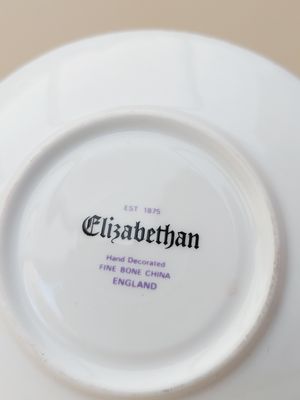 EST 1875
Elizabethan
Hand Decorated
FINE BONE CHINA
ENGLAND